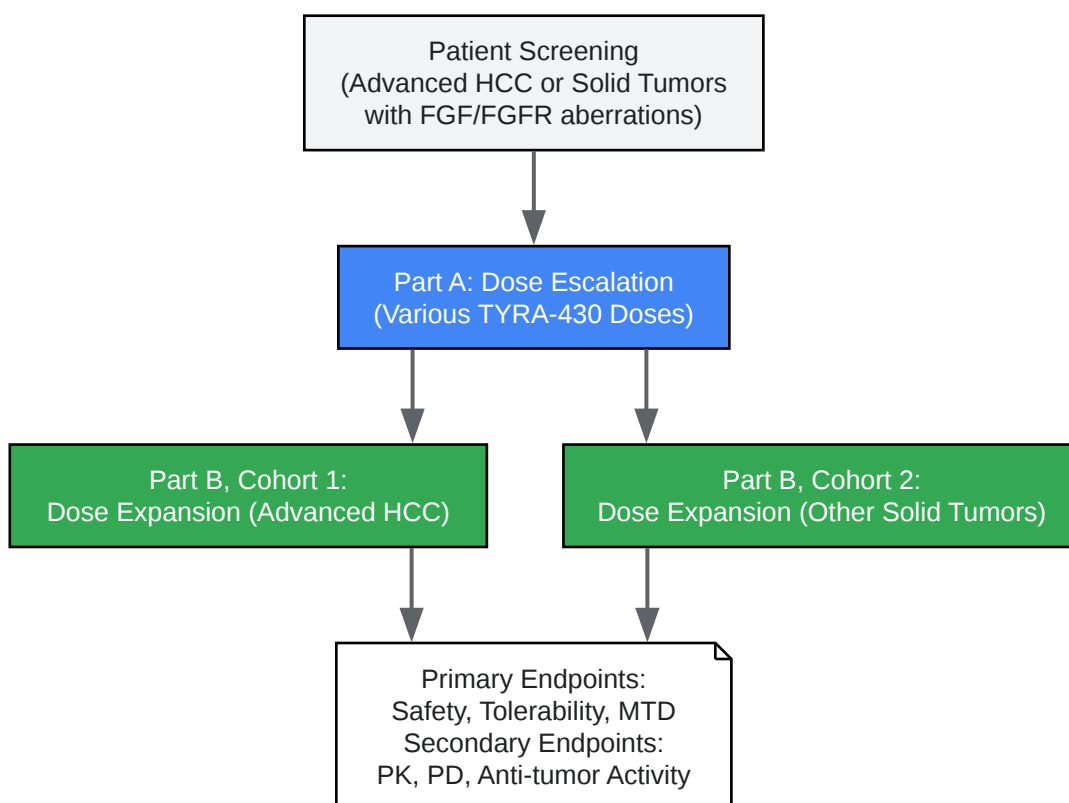 Patient Screening
(Advanced HCC or Solid Tumors
with FGF/FGFR aberrations)
Part A: Dose Escalation
(Various TYRA-430 Doses)
Part B, Cohort 1:
Dose Expansion (Advanced HCC)
Part B, Cohort 2:
Dose Expansion (Other Solid Tumors)
Primary Endpoints:
Safety, Tolerability, MTD
Secondary Endpoints:
PK, PD, Anti-tumor Activity